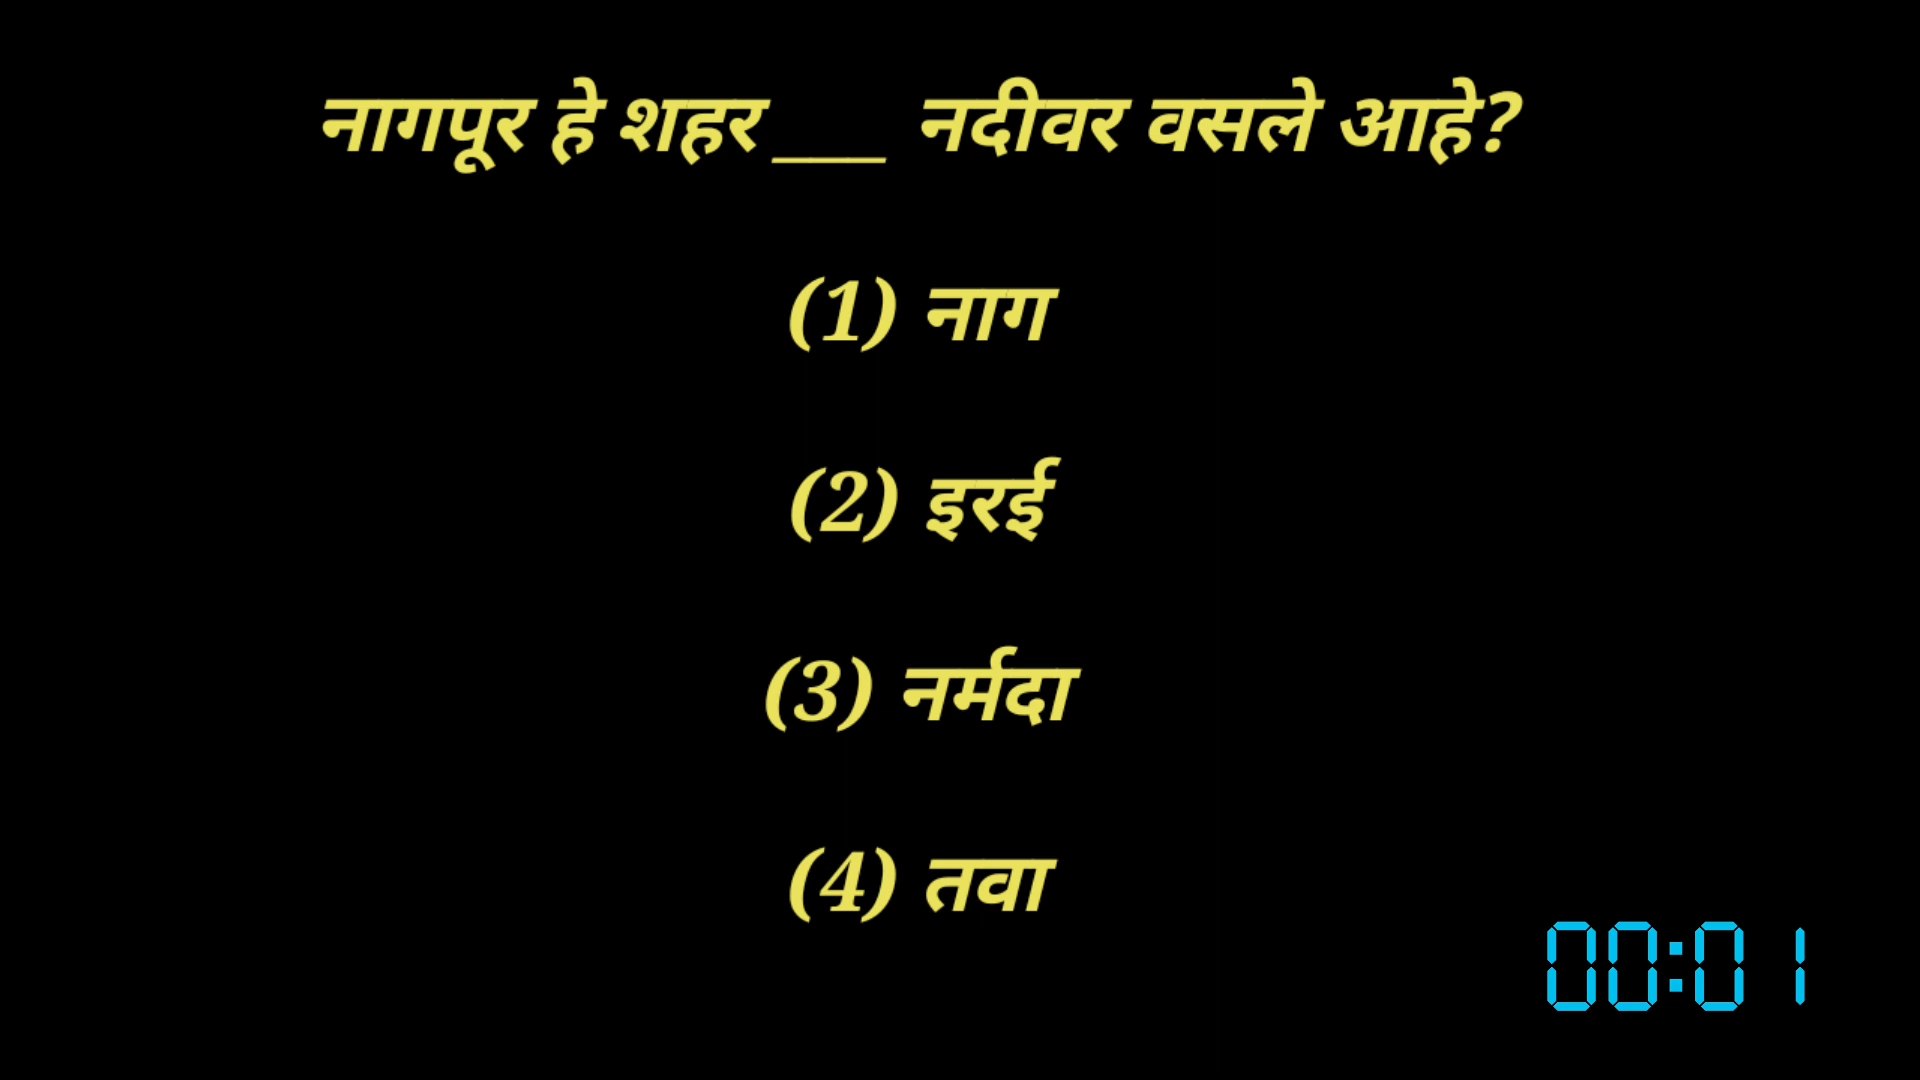 नागपूर हे शहर ___ नदीवर वसले आहे?
(1) नाग
(2) इरई
(3) नर्मदा
(4) तवा
00:01